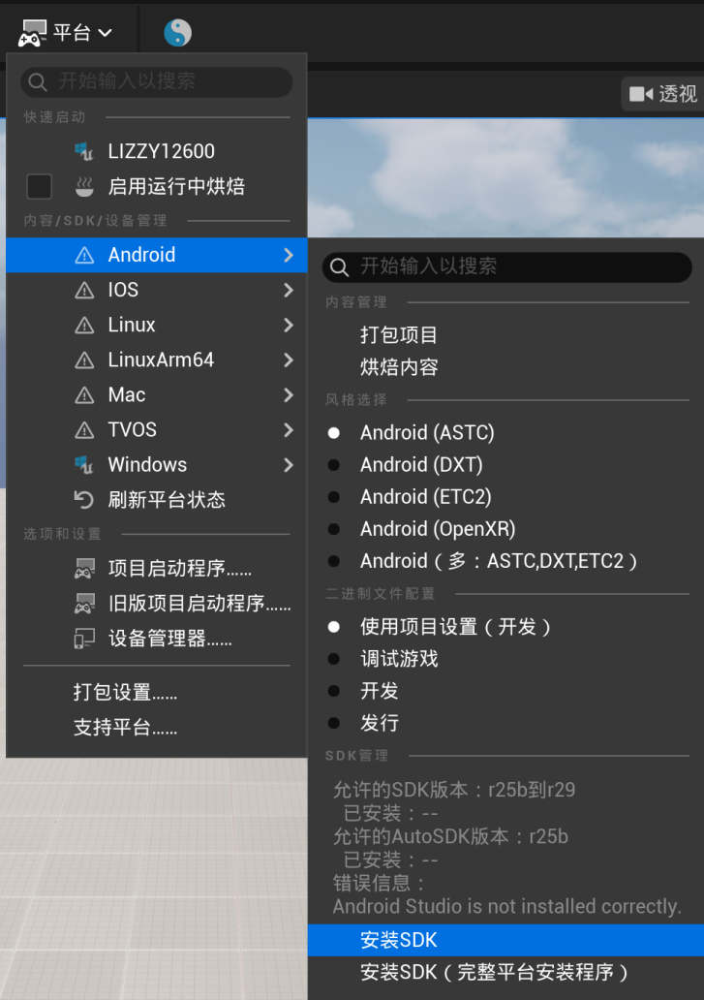 平台
透视
开始输入以搜索
快速启动
LIZZY12600
启用运行中烘焙
内容/SDK/设备管理
Android
IOS
Linux
LinuxArm64
Mac
TVOS
Windows
刷新平台状态
选项和设置
项目启动程序……
旧版项目启动程序……
设备管理器……
打包设置……
支持平台……
开始输入以搜索
内容管理
打包项目
烘焙内容
风格选择
Android (ASTC)
Android (DXT)
Android (ETC2)
Android (OpenXR)
Android（多：ASTC,DXT,ETC2）
二进制文件配置
使用项目设置（开发）
调试游戏
开发
发行
SDK管理
允许的SDK版本：r25b到r29
已安装：--
允许的AutoSDK版本：r25b
已安装：--
错误信息：
Android Studio is not installed correctly.
安装SDK
安装SDK（完整平台安装程序）